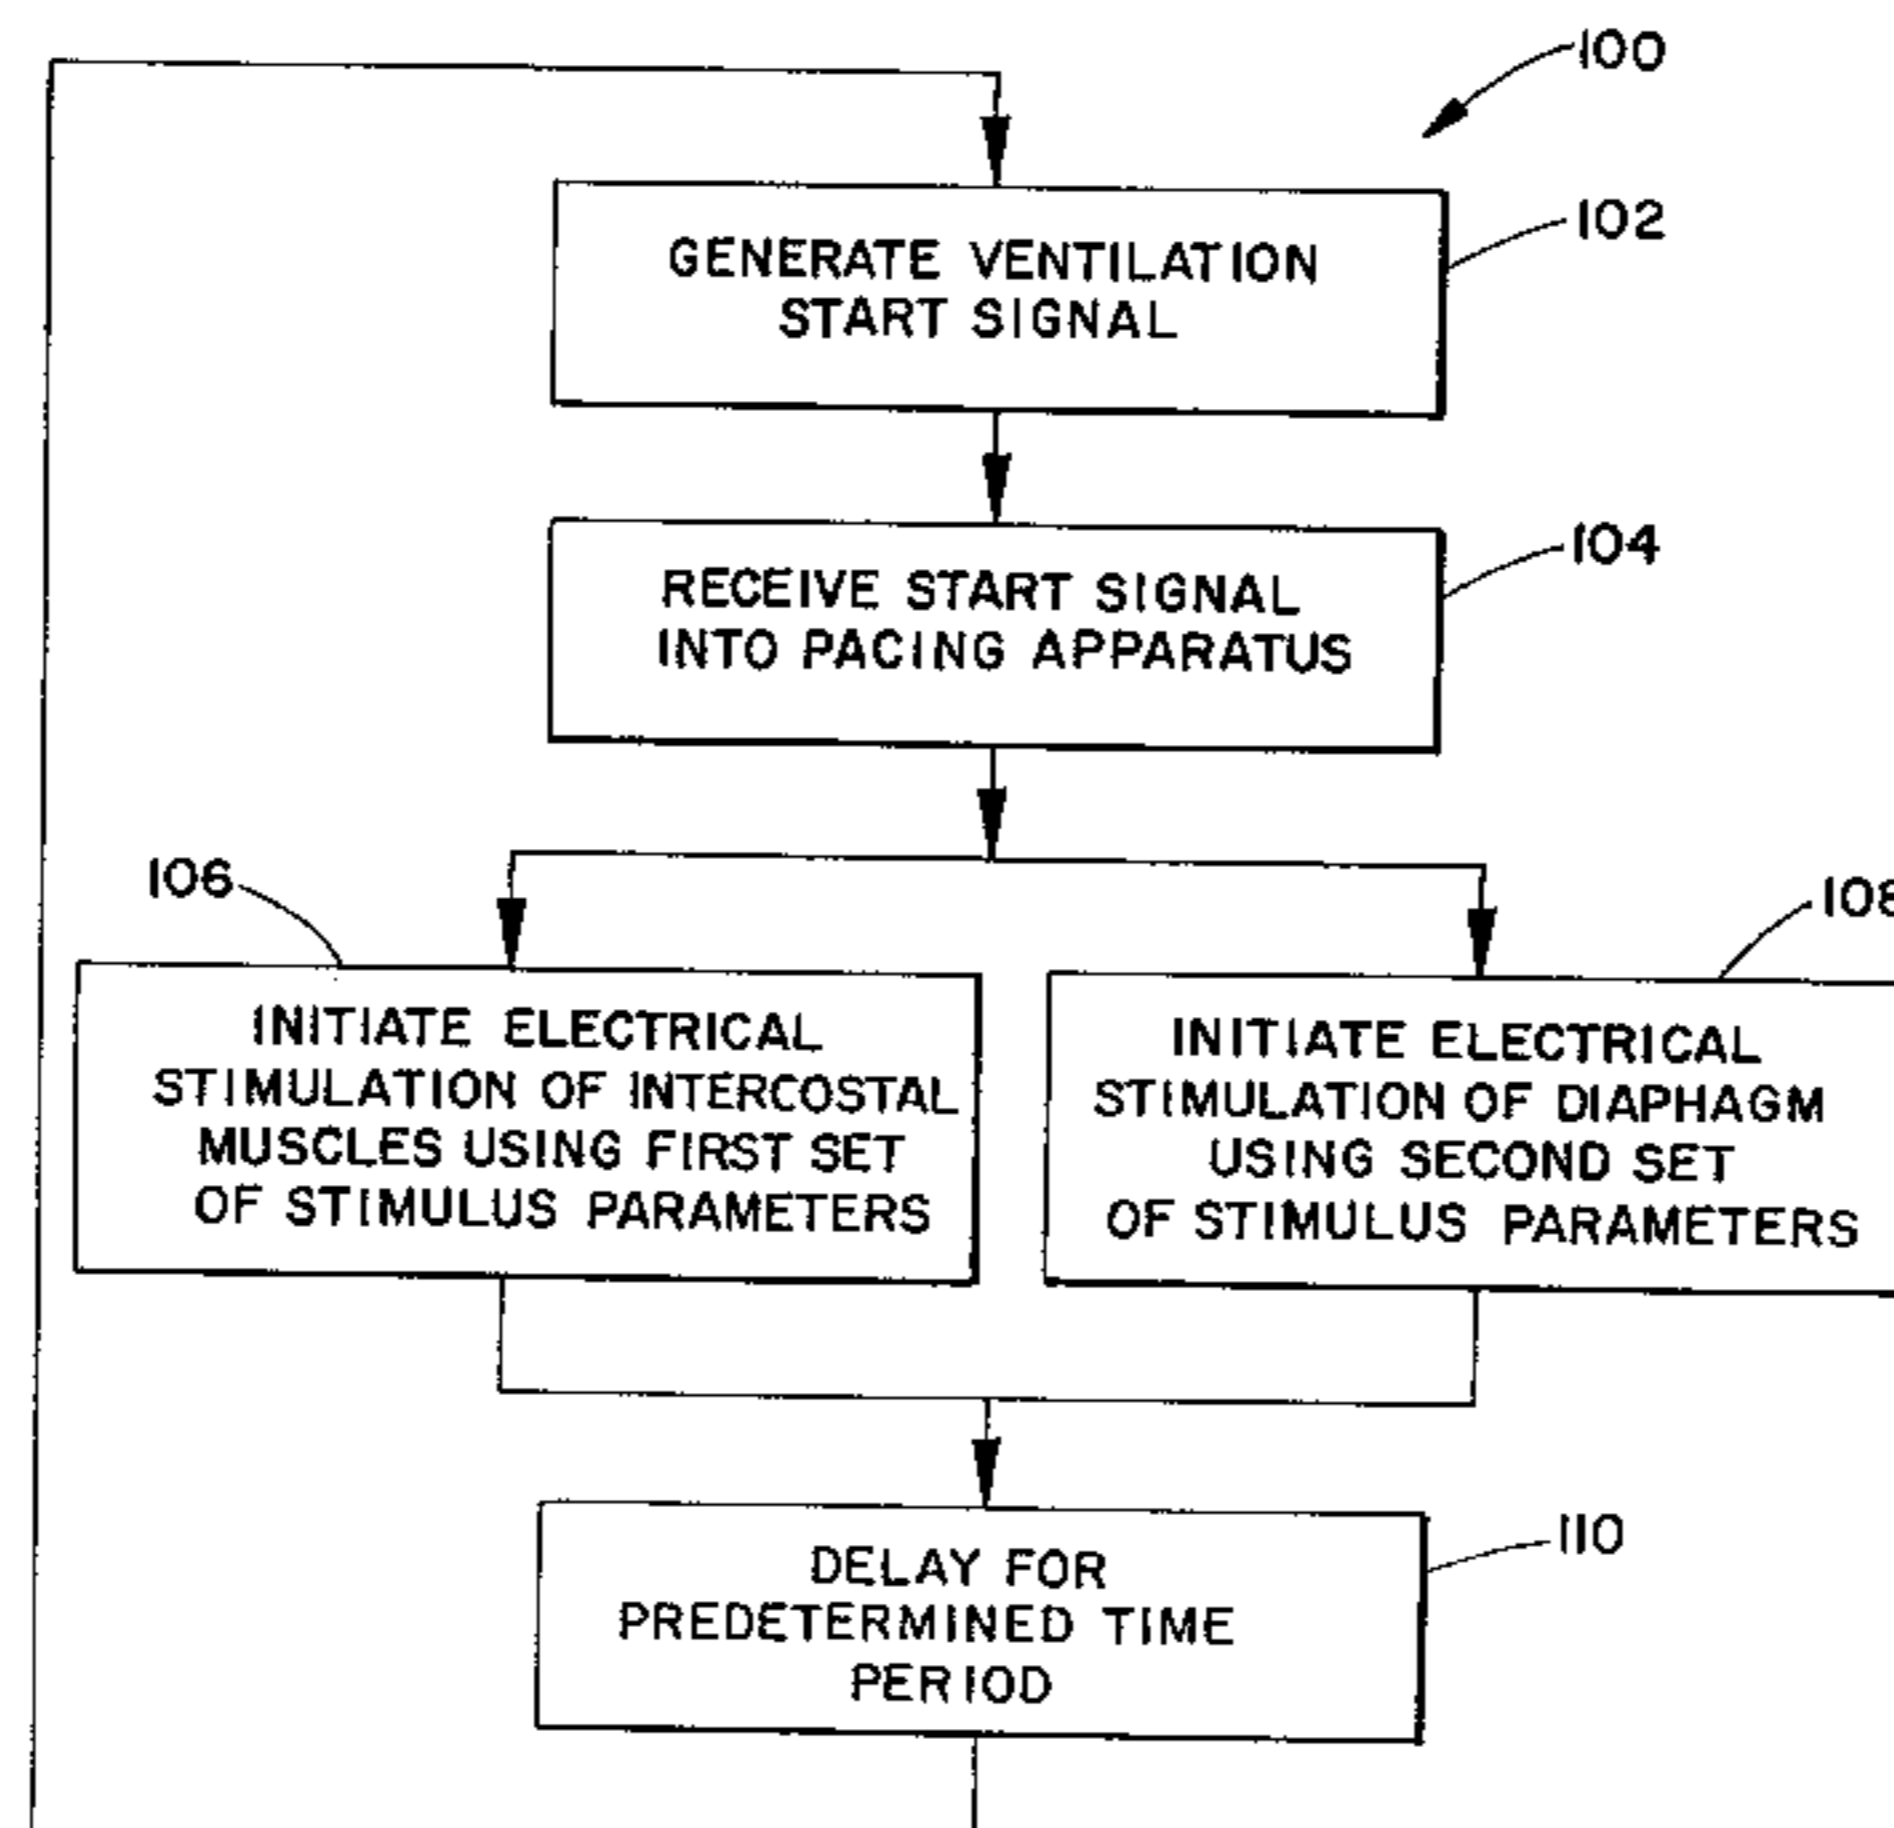 100
102
GENERATE VENTILATION
START SIGNAL
104
RECEIVE START SIGNAL
INTO PACING APPARATUS
106
108
INITIATE ELECTRICAL
STIMULATION OF INTERCOSTAL
MUSCLES USING FIRST SET
OF STIMULUS PARAMETERS
INITIATE ELECTRICAL
STIMULATION OF DIAPHAGM
USING SECOND SET
OF STIMULUS PARAMETERS
110
DELAY FOR
PREDETERMINED TIME
PERIOD